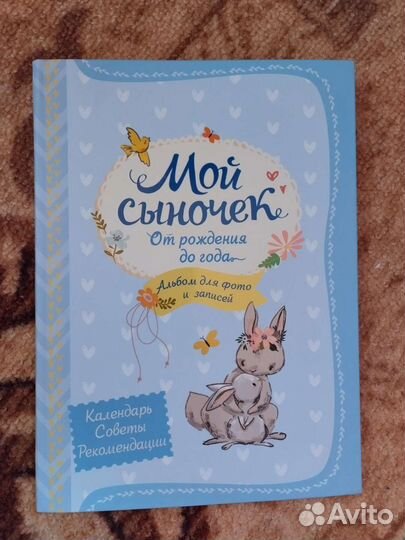 Мой
сыночек
От рождения
до года
Альбом для фото
и записей
Календарь
Советы
Рекомендации
Avito